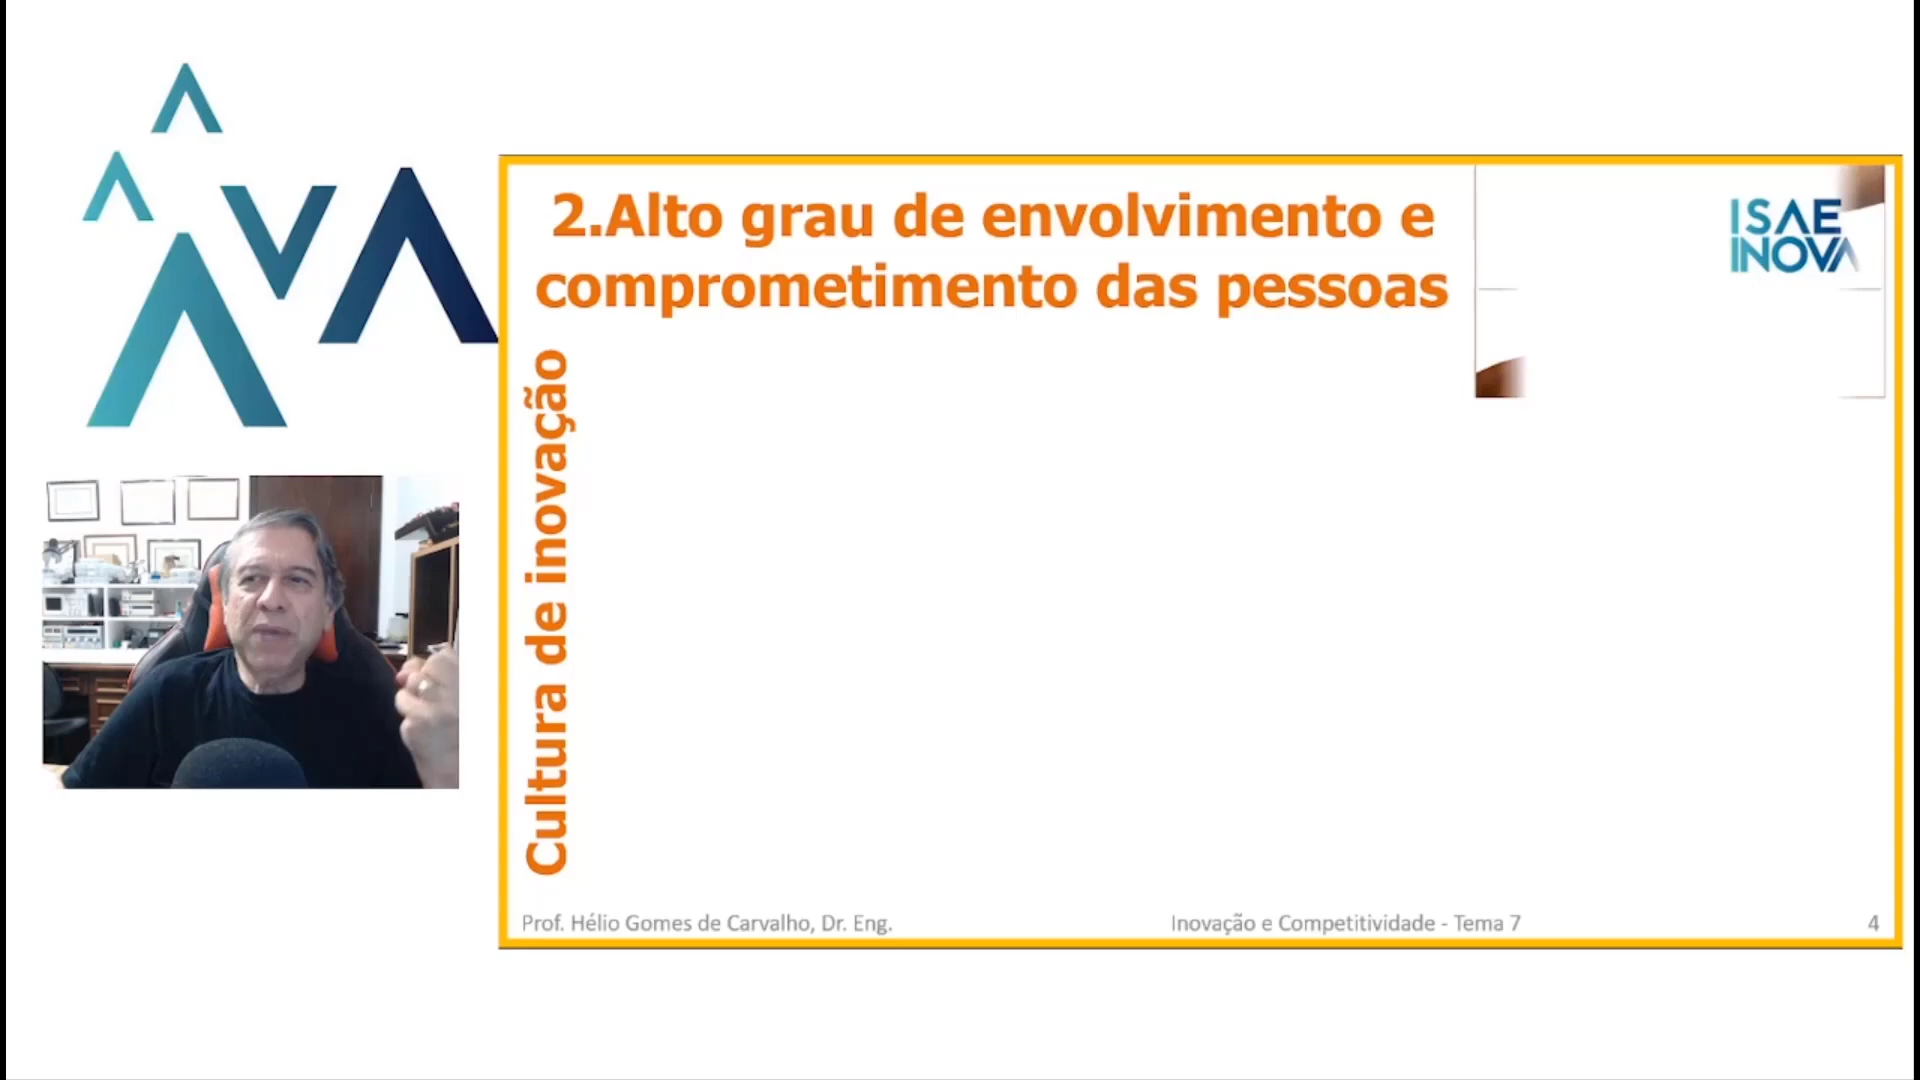 2.Alto grau de envolvimento e
comprometimento das pessoas
ISAE
INOVA
Cultura de inovação
Prof. Hélio Gomes de Carvalho, Dr. Eng.
Inovação e Competitividade - Tema 7
4